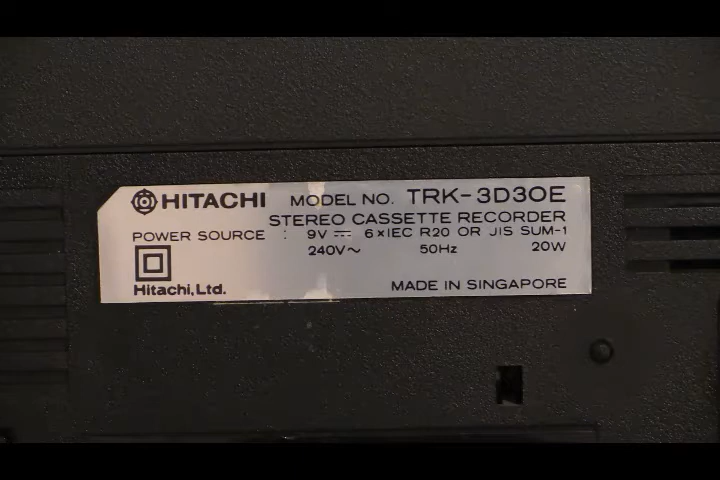 HITACHI MODEL NO. TRK-3D30E
STEREO CASSETTE RECORDER
POWER SOURCE : 9V ⎓ 6×IEC R20 OR JIS SUM-1
240V~ 50Hz 20W
Hitachi, Ltd. MADE IN SINGAPORE